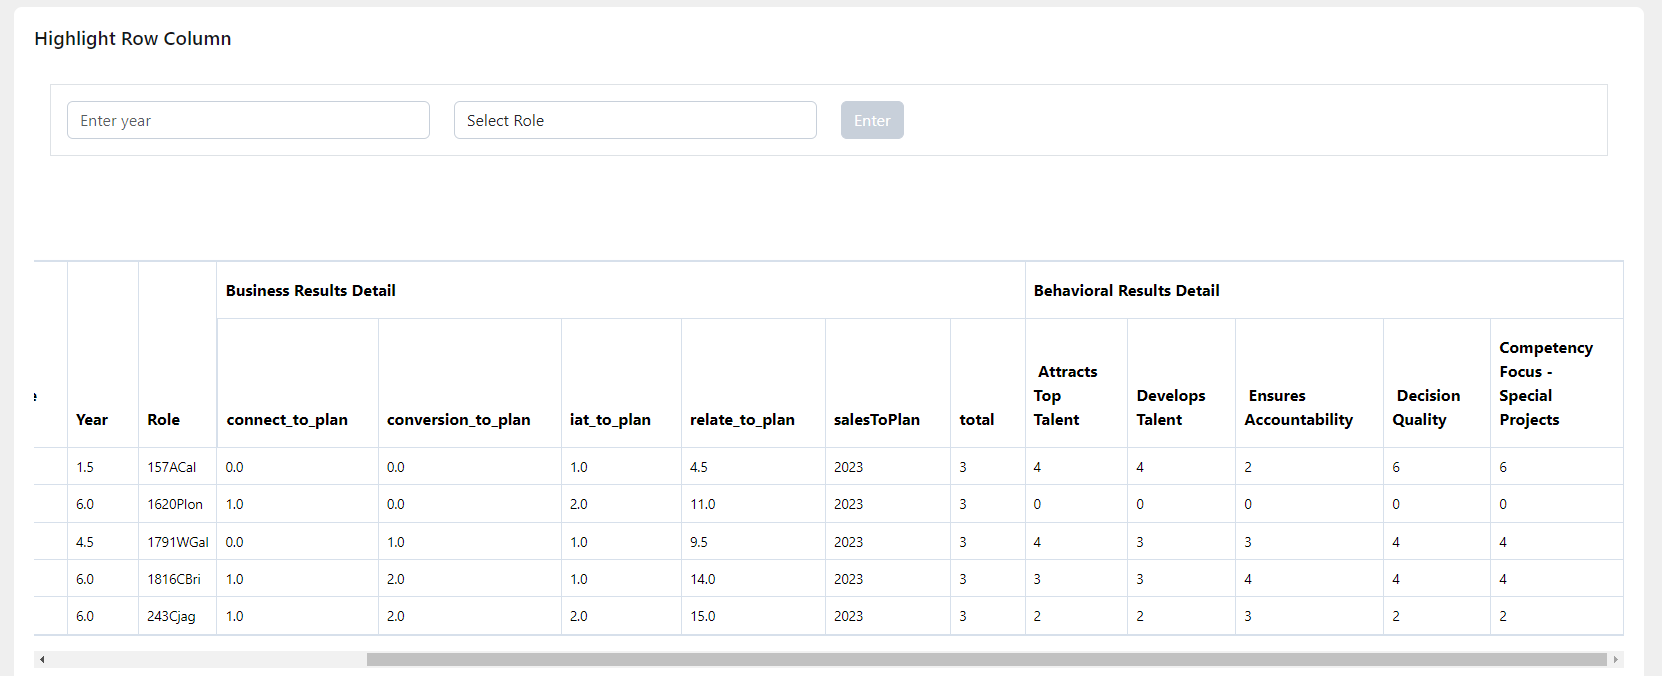 Highlight Row Column
Enter year Select Role Enter
Business Results Detail Behavioral Results Detail
Year Role connect_to_plan conversion_to_plan iat_to_plan relate_to_plan salesToPlan total Attracts Top Talent Develops Talent Ensures Accountability Decision Quality Competency Focus - Special Projects
1.5 157ACal 0.0 0.0 1.0 4.5 2023 3 4 4 2 6 6
6.0 1620Plon 1.0 0.0 2.0 11.0 2023 3 0 0 0 0 0
4.5 1791WGal 0.0 1.0 1.0 9.5 2023 3 4 3 3 4 4
6.0 1816CBri 1.0 2.0 1.0 14.0 2023 3 3 3 4 4 4
6.0 243Cjag 1.0 2.0 2.0 15.0 2023 3 2 2 3 2 2